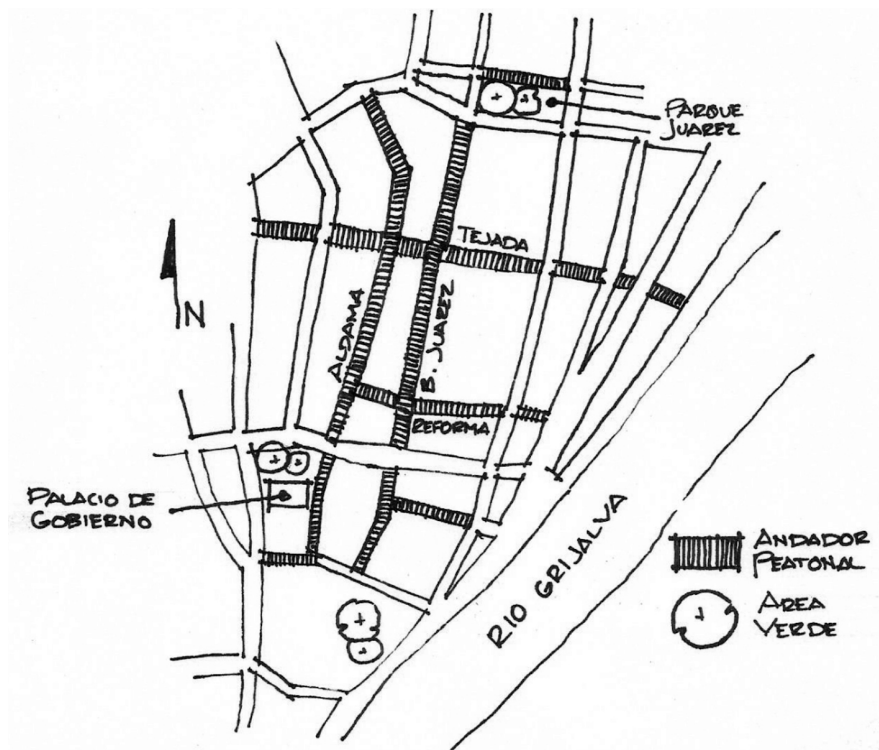 PARQUE
JUAREZ
TEJADA
ALDAMA
B. JUAREZ
N
REFORMA
PALACIO DE
GOBIERNO
RIO GRIJALVA
ANDADOR
PEATONAL
AREA
VERDE